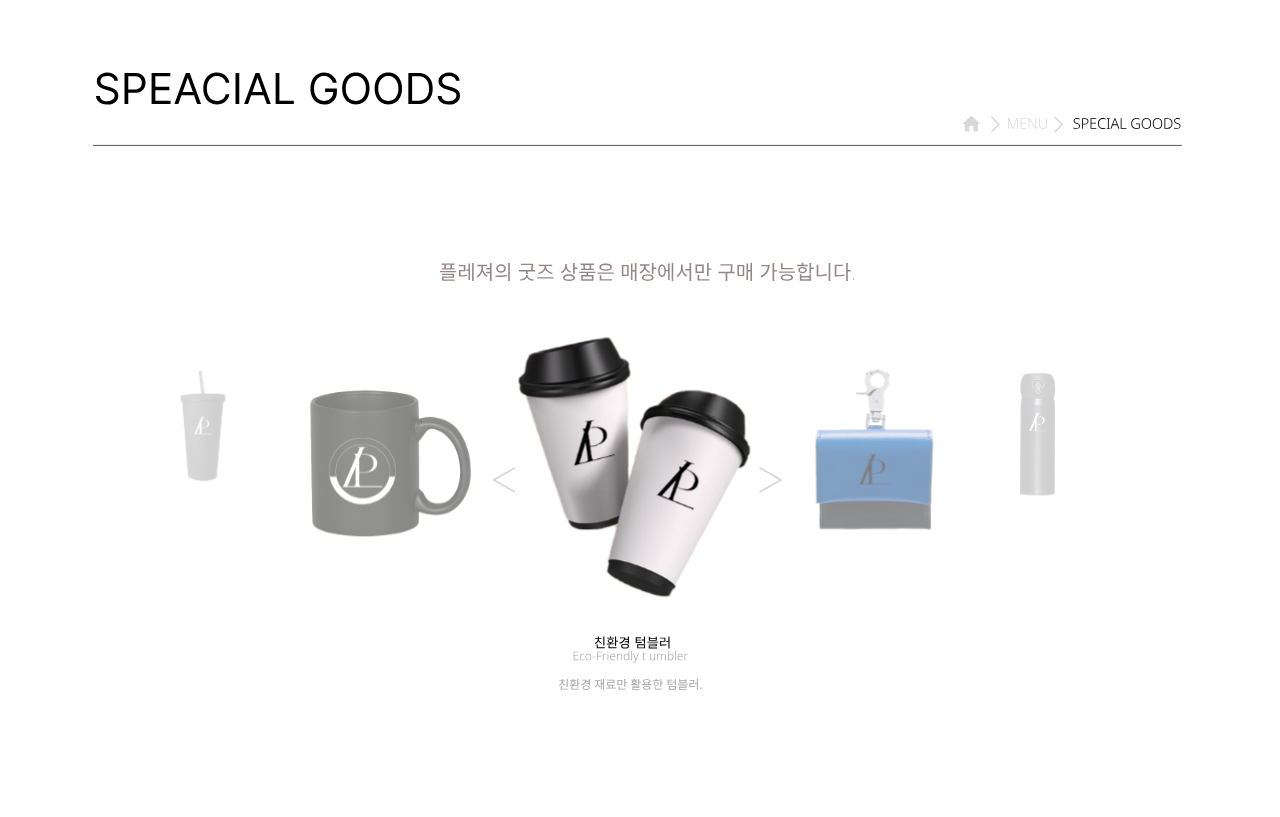 SPEACIAL GOODS
MENU
SPECIAL GOODS
플레져의 굿즈 상품은 매장에서만 구매 가능합니다.
친환경 텀블러
Eco-Friendly t umbler
친환경 재료만 활용한 텀블러.